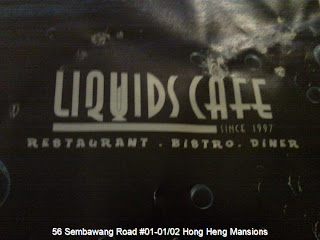 LIQUIDS CAFE
SINCE 1997
RESTAURANT . BISTRO. DINER
56 Sembawang Road #01-01/02 Hong Heng Mansions